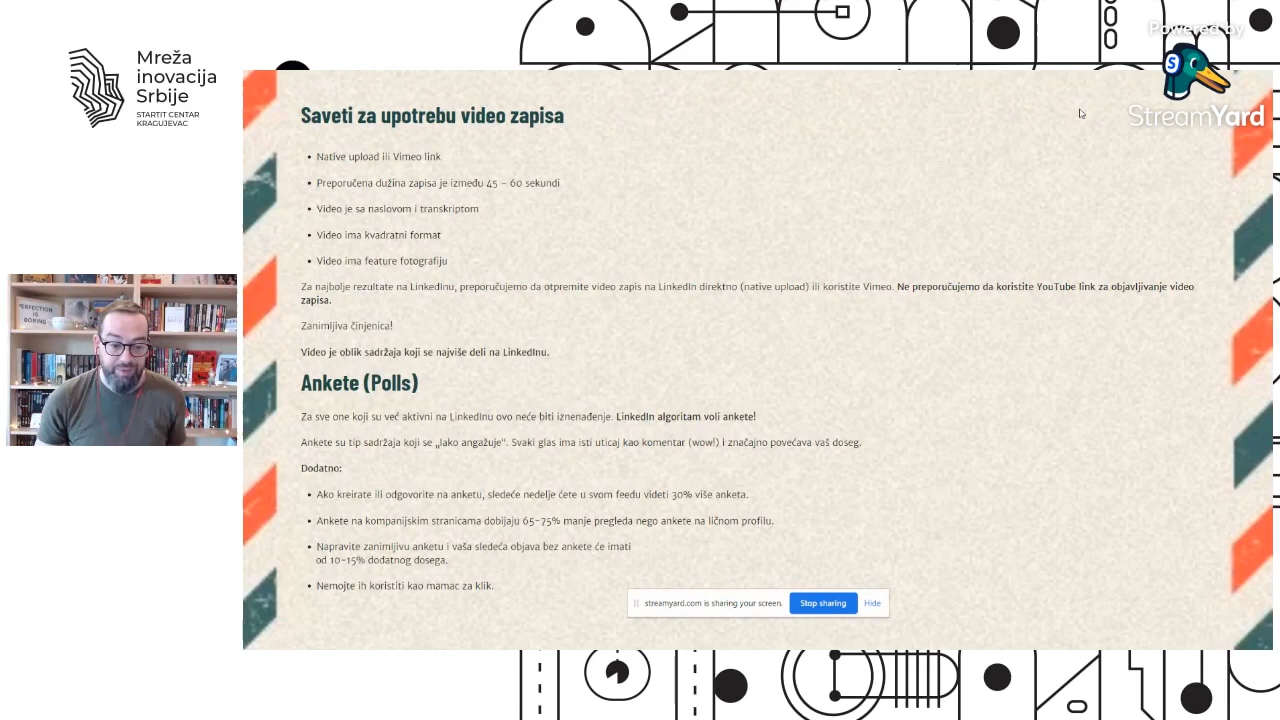 Mreža
inovacija
Srbije
STARTIT CENTAR
KRAGUJEVAC
Powered by
StreamYard
Saveti za upotrebu video zapisa
• Native upload ili Vimeo link
• Preporučena dužina zapisa je između 45 - 60 sekundi
• Video je sa naslovom i transkriptom
• Video ima kvadratni format
• Video ima feature fotografiju
Za najbolje rezultate na LinkedInu, preporučujemo da otpremite video zapis na LinkedIn direktno (native upload) ili koristite Vimeo. Ne preporučujemo da koristite YouTube link za objavljivanje video
zapisa.
Zanimljiva činjenica!
Video je oblik sadržaja koji se najviše deli na LinkedInu.
PERFECTION
IS
BORING
Ankete (Polls)
Za sve one koji su već aktivni na LinkedInu ovo neće biti iznenađenje. LinkedIn algoritam voli ankete!
Ankete su tip sadržaja koji se „lako angažuje“. Svaki glas ima isti uticaj kao komentar (wow!) i značajno povećava vaš doseg.
Dodatno:
• Ako kreirate ili odgovorite na anketu, sledeće nedelje ćete u svom feedu videti 30% više anketa.
• Ankete na kompanijskim stranicama dobijaju 65-75% manje pregleda nego ankete na ličnom profilu.
• Napravite zanimljivu anketu i vaša sledeća objava bez ankete će imati
od 10-15% dodatnog dosega.
• Nemojte ih koristiti kao mamac za klik.
streamyard.com is sharing your screen.
Stop sharing
Hide